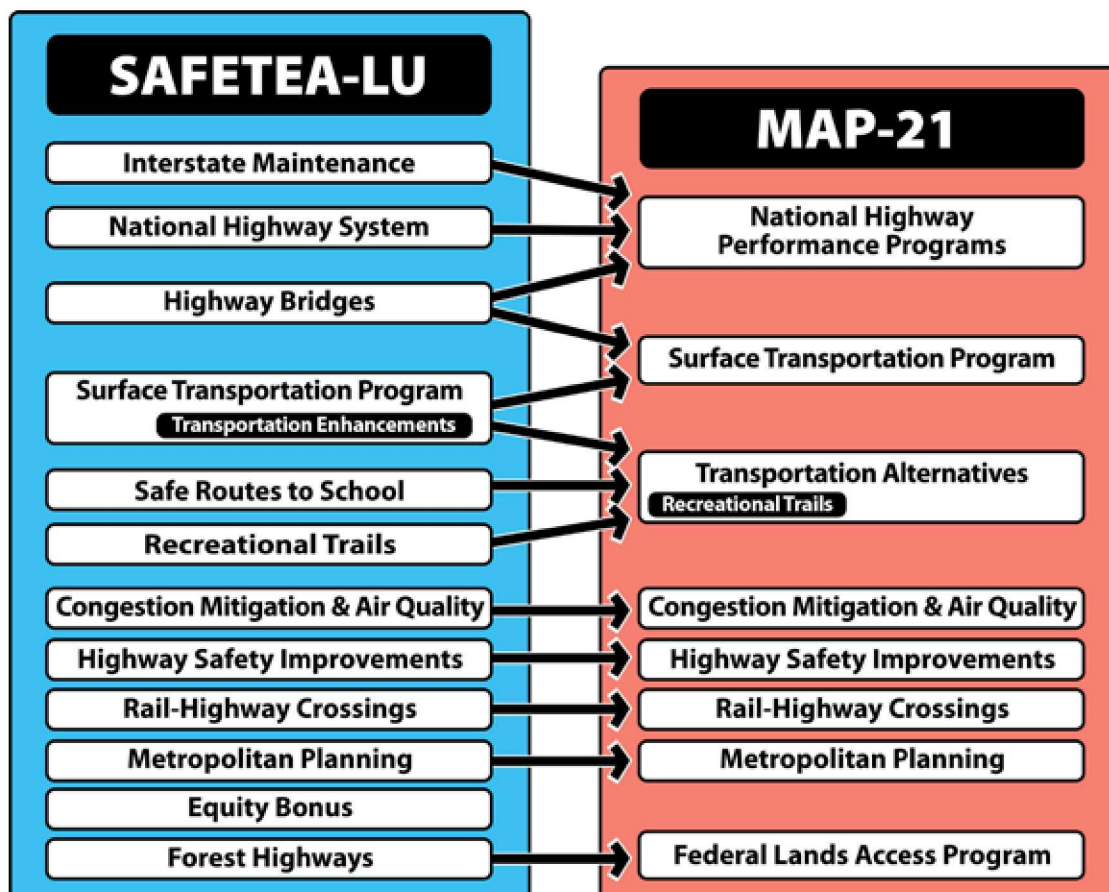 SAFETEA-LU
Interstate Maintenance
National Highway System
Highway Bridges
Surface Transportation Program
Transportation Enhancements
Safe Routes to School
Recreational Trails
Congestion Mitigation & Air Quality
Highway Safety Improvements
Rail-Highway Crossings
Metropolitan Planning
Equity Bonus
Forest Highways
MAP-21
National Highway
Performance Programs
Surface Transportation Program
Transportation Alternatives
Recreational Trails
Congestion Mitigation & Air Quality
Highway Safety Improvements
Rail-Highway Crossings
Metropolitan Planning
Federal Lands Access Program